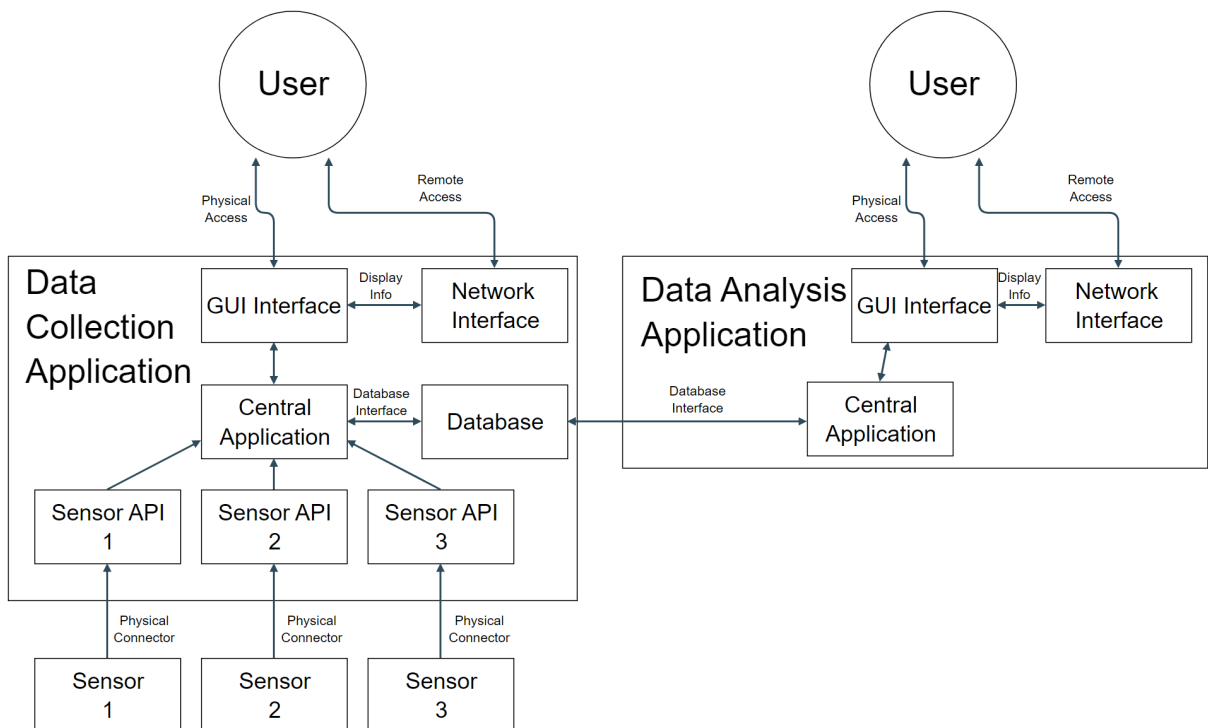 User
User
Physical
Access
Remote
Access
Physical
Access
Remote
Access
Data
Collection
Application
GUI Interface
Display
Info
Network
Interface
Central
Application
Database
Interface
Database
Sensor API
1
Sensor API
2
Sensor API
3
Physical
Connector
Physical
Connector
Physical
Connector
Sensor
1
Sensor
2
Sensor
3
Database
Interface
Data Analysis
Application
GUI Interface
Display
Info
Network
Interface
Central
Application